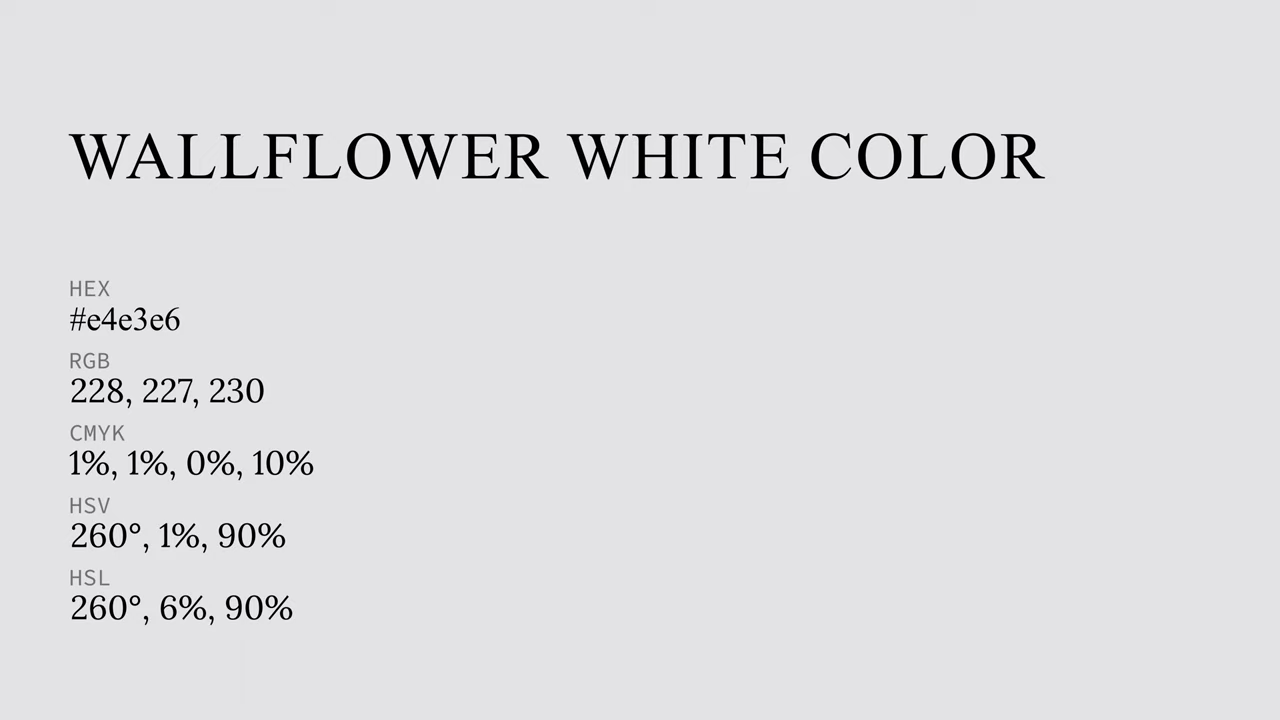 WALLFLOWER WHITE COLOR
HEX
#e4e3e6
RGB
228, 227, 230
CMYK
1%, 1%, 0%, 10%
HSV
260°, 1%, 90%
HSL
260°, 6%, 90%